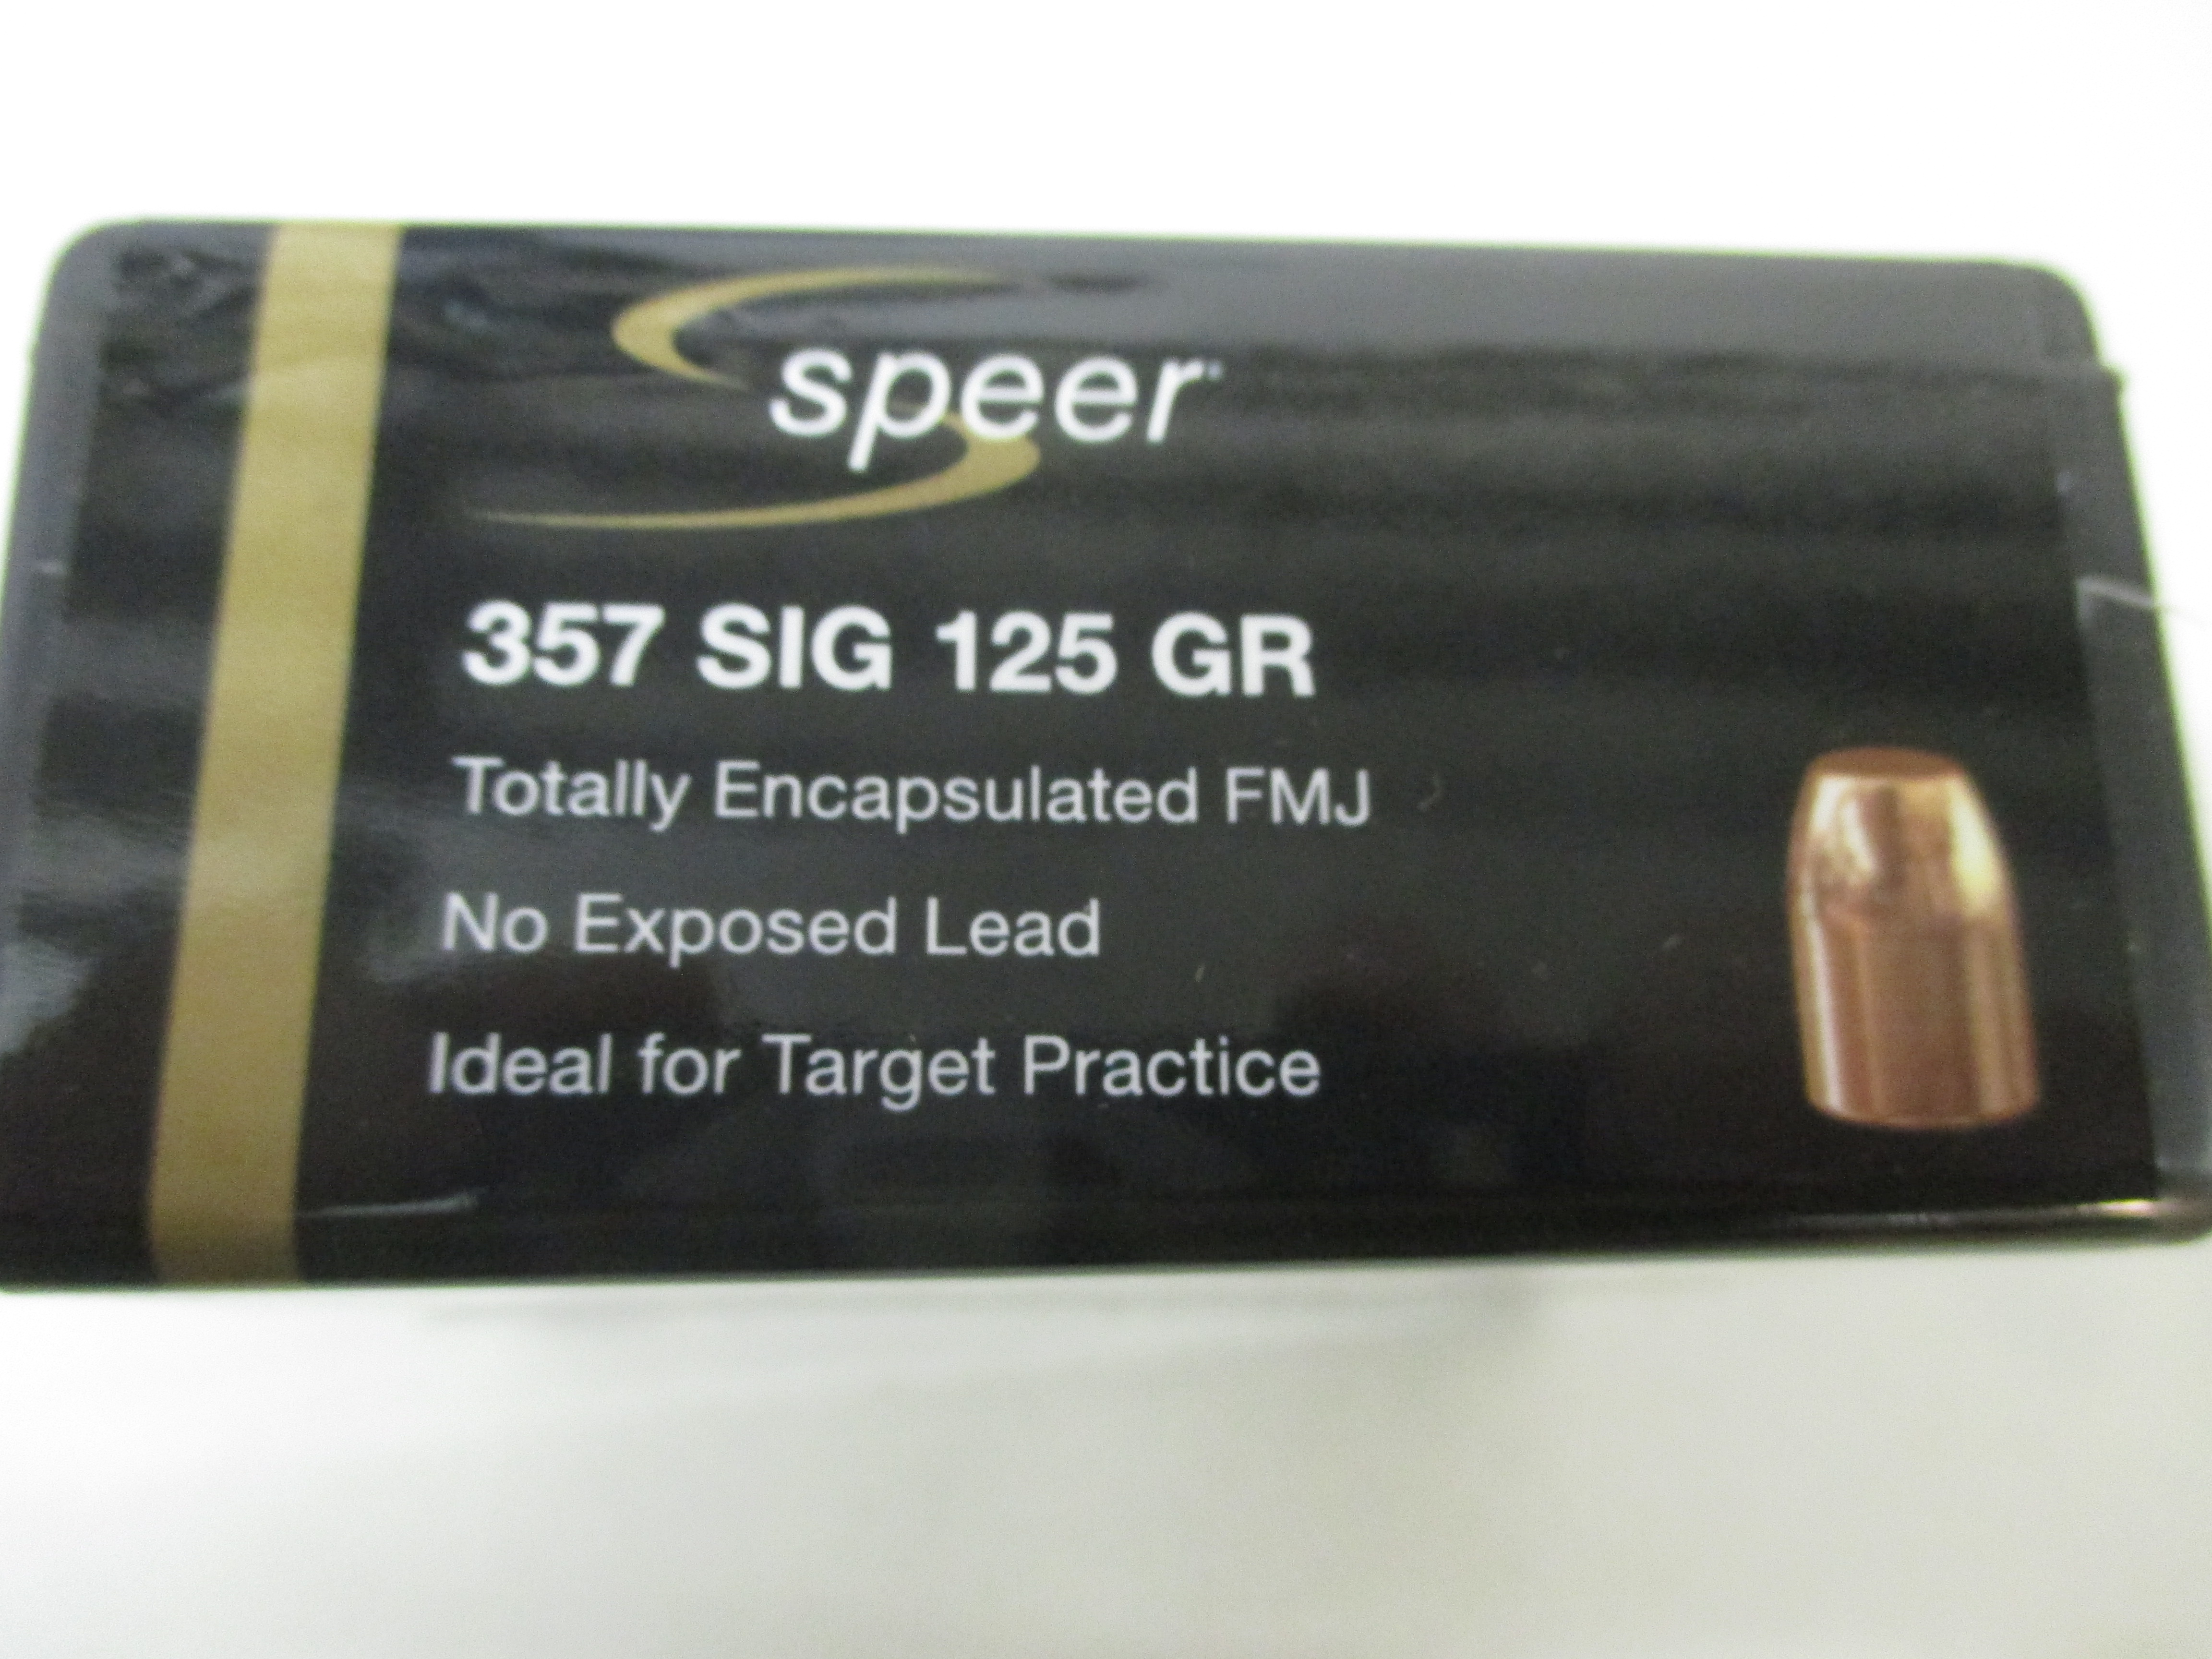 speer
357 SIG 125 GR
Totally Encapsulated FMJ
No Exposed Lead
Ideal for Target Practice